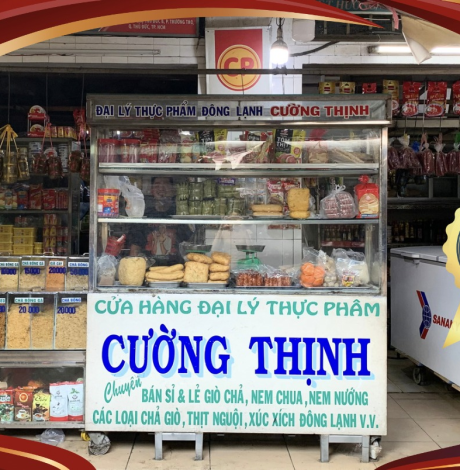 CP
ĐẠI LÝ THỰC PHẨM ĐÔNG LẠNH CƯỜNG THỊNH
CỬA HÀNG ĐẠI LÝ THỰC PHẨM
CƯỜNG THỊNH
Chuyên BÁN SỈ & LẺ GIÒ CHẢ, NEM CHUA, NEM NƯỚNG
CÁC LOẠI CHẢ GIÒ, THỊT NGUỘI, XÚC XÍCH ĐÔNG LẠNH V.V.
20.000
20.000
SANA